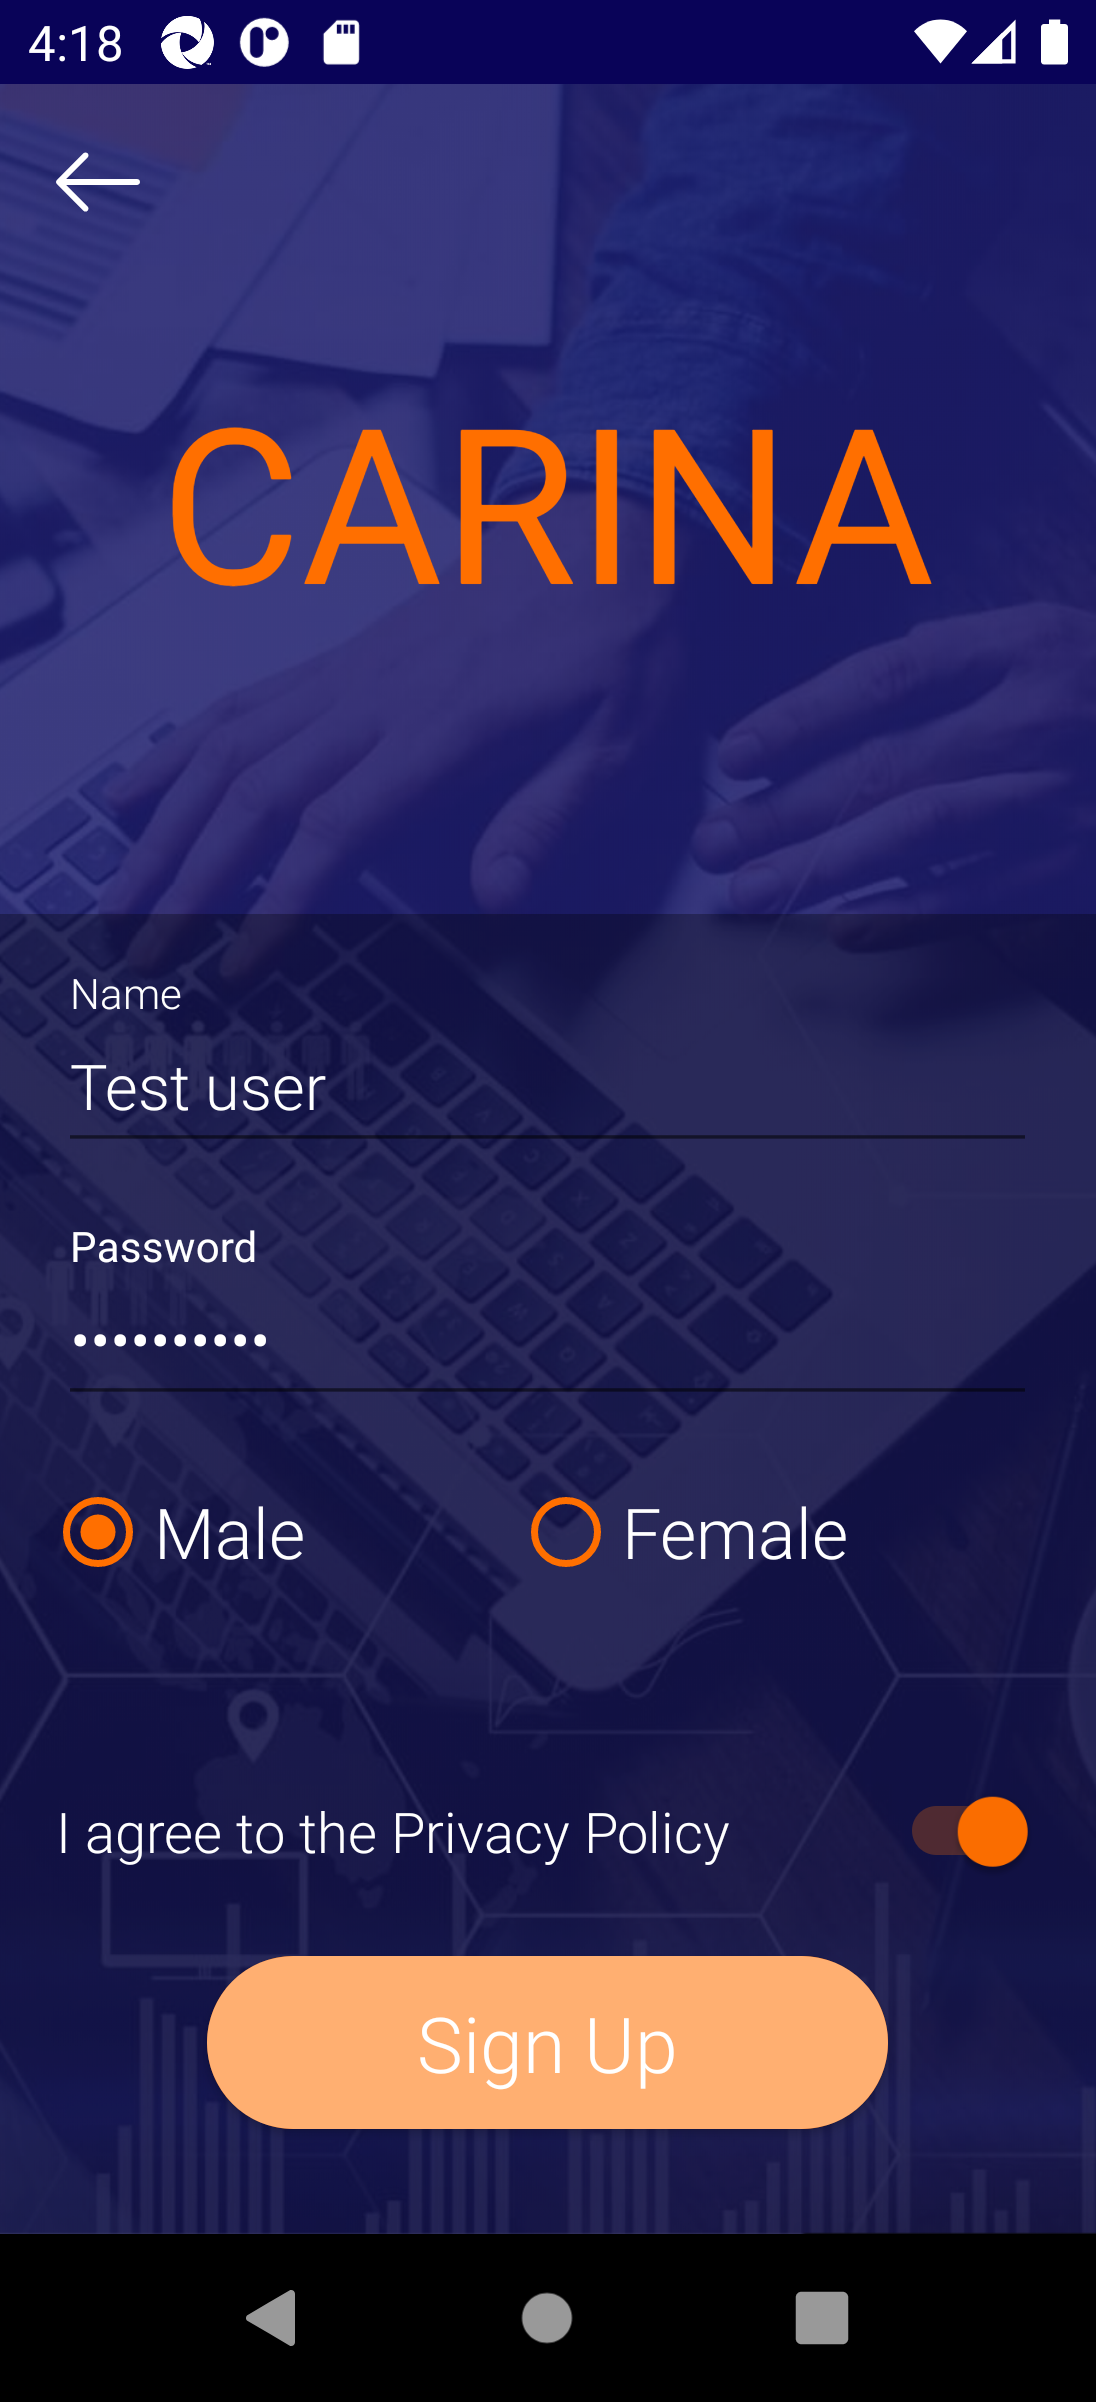 4:18
CARINA
Name
Test user
Password
••••••••••
Male
Female
I agree to the Privacy Policy
Sign Up